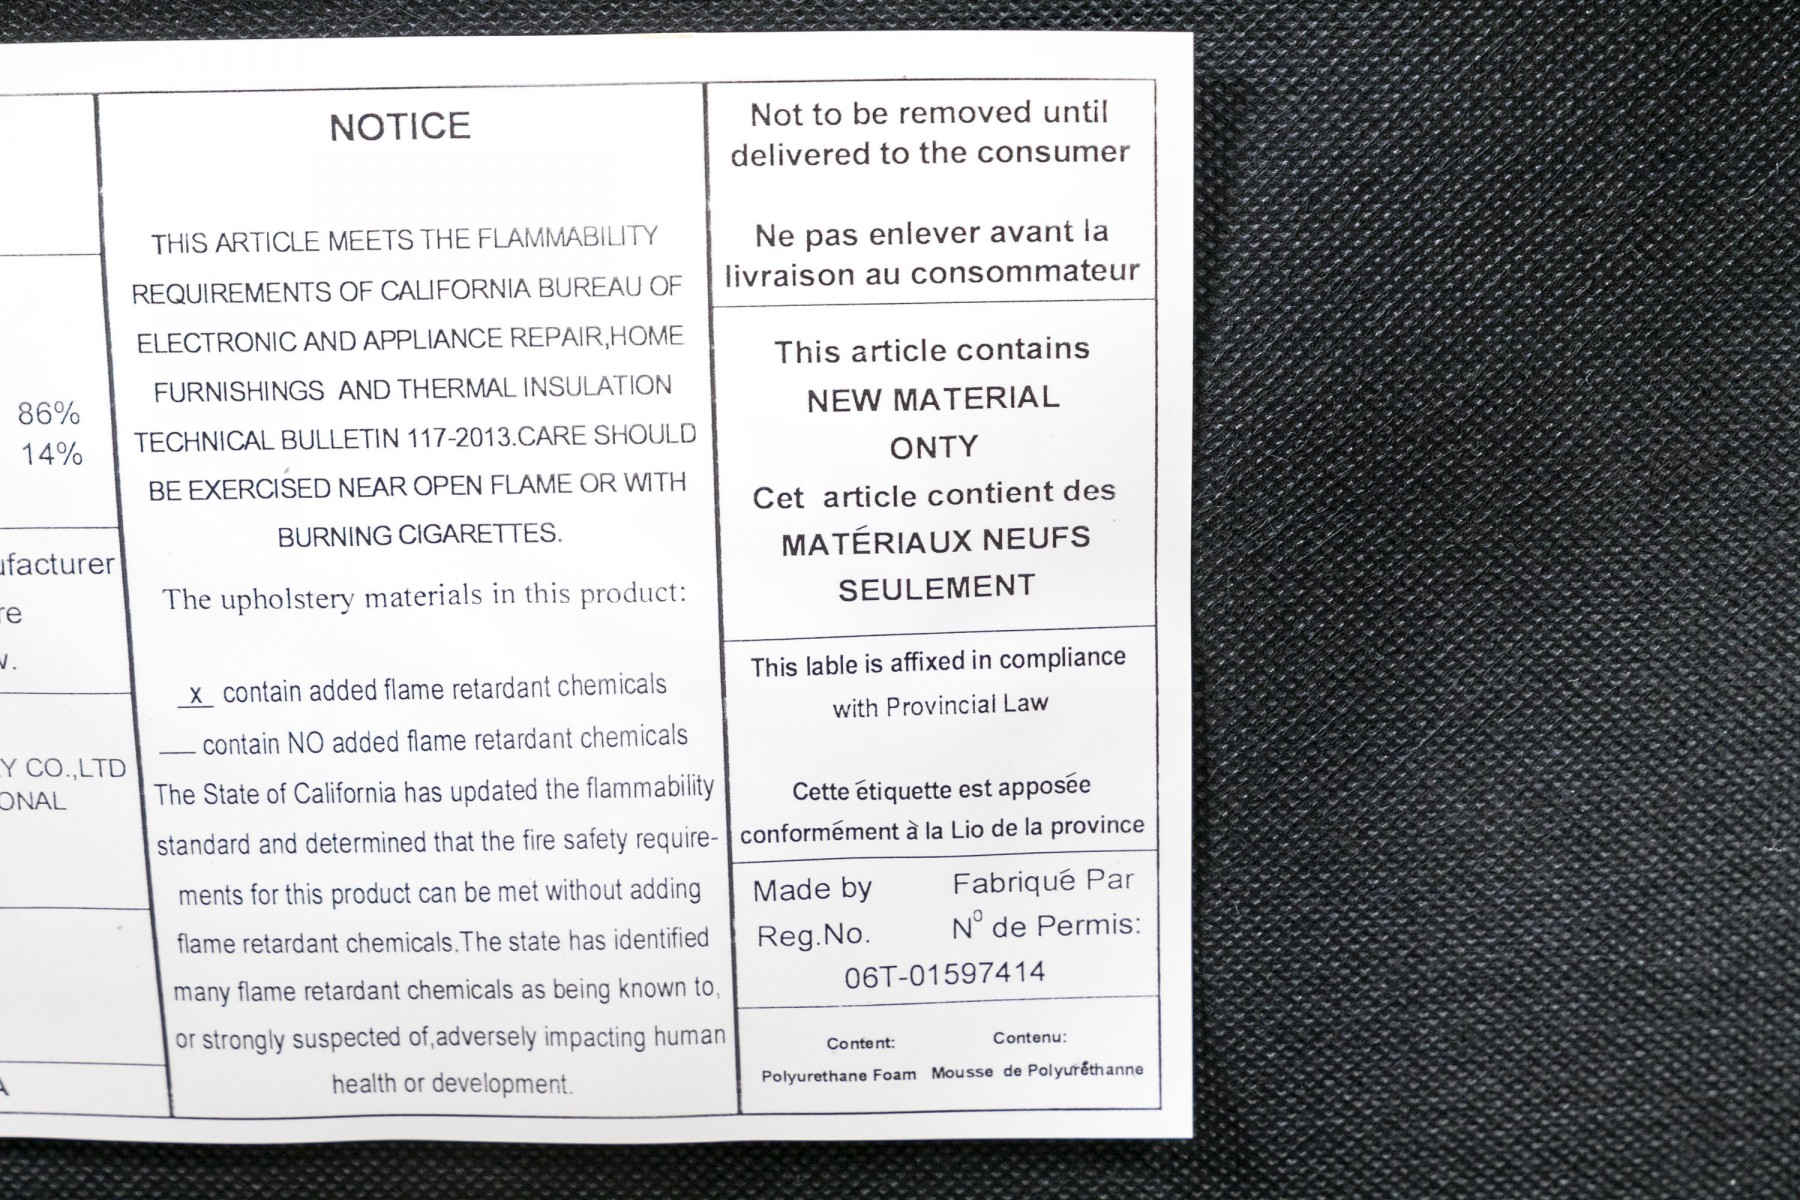 86%
14%
ufacturer
re
w.
Y CO.,LTD
ONAL
A
NOTICE
THIS ARTICLE MEETS THE FLAMMABILITY
REQUIREMENTS OF CALIFORNIA BUREAU OF
ELECTRONIC AND APPLIANCE REPAIR,HOME
FURNISHINGS AND THERMAL INSULATION
TECHNICAL BULLETIN 117-2013.CARE SHOULD
BE EXERCISED NEAR OPEN FLAME OR WITH
BURNING CIGARETTES.
The upholstery materials in this product:
x contain added flame retardant chemicals
___ contain NO added flame retardant chemicals
The State of California has updated the flammability
standard and determined that the fire safety require-
ments for this product can be met without adding
flame retardant chemicals.The state has identified
many flame retardant chemicals as being known to,
or strongly suspected of,adversely impacting human
health or development.
Not to be removed until
delivered to the consumer
Ne pas enlever avant la
livraison au consommateur
This article contains
NEW MATERIAL
ONTY
Cet article contient des
MATÉRIAUX NEUFS
SEULEMENT
This lable is affixed in compliance
with Provincial Law
Cette étiquette est apposée
conformément à la Lio de la province
Made by Fabriqué Par
Reg.No. Nº de Permis:
06T-01597414
Content: Contenu:
Polyurethane Foam Mousse de Polyuréthanne